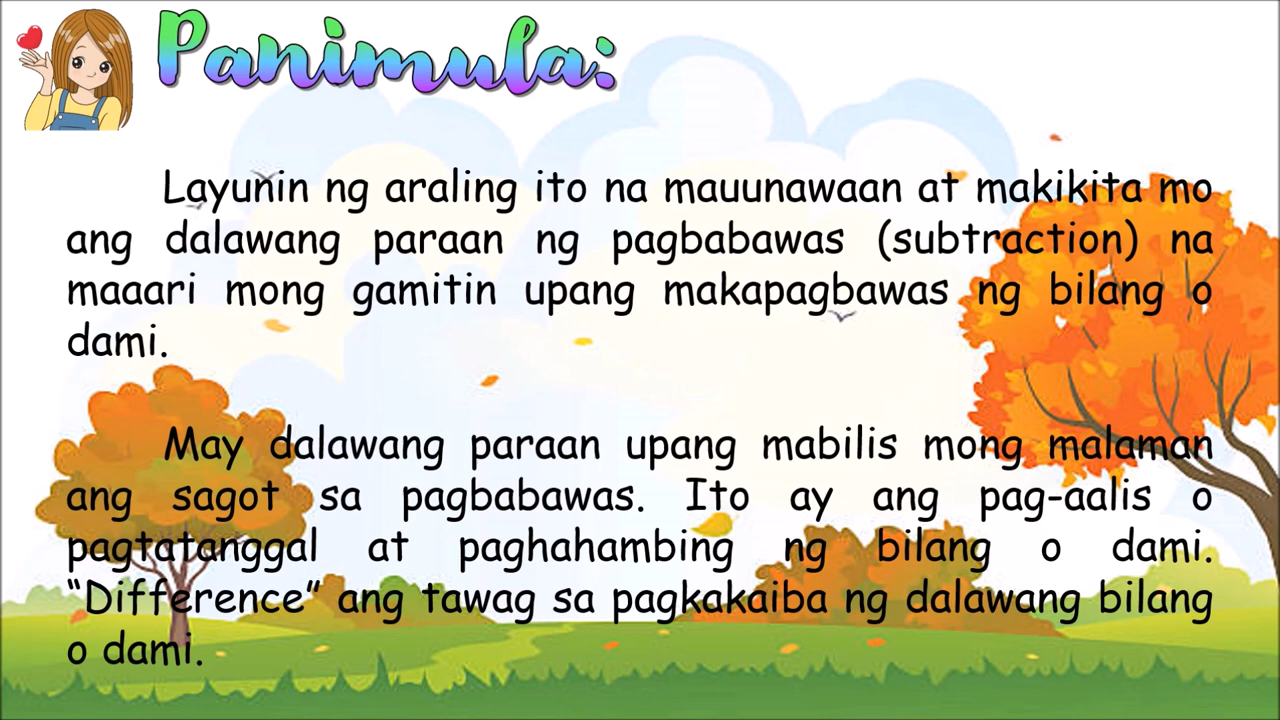 Panimula:
Layunin ng araling ito na mauunawaan at makikita mo
ang dalawang paraan ng pagbabawas (subtraction) na
maaari mong gamitin upang makapagbawas ng bilang o
dami.
May dalawang paraan upang mabilis mong malaman
ang sagot sa pagbabawas. Ito ay ang pag-aalis o
pagtatanggal at paghahambing ng bilang o dami.
“Difference” ang tawag sa pagkakaiba ng dalawang bilang
o dami.